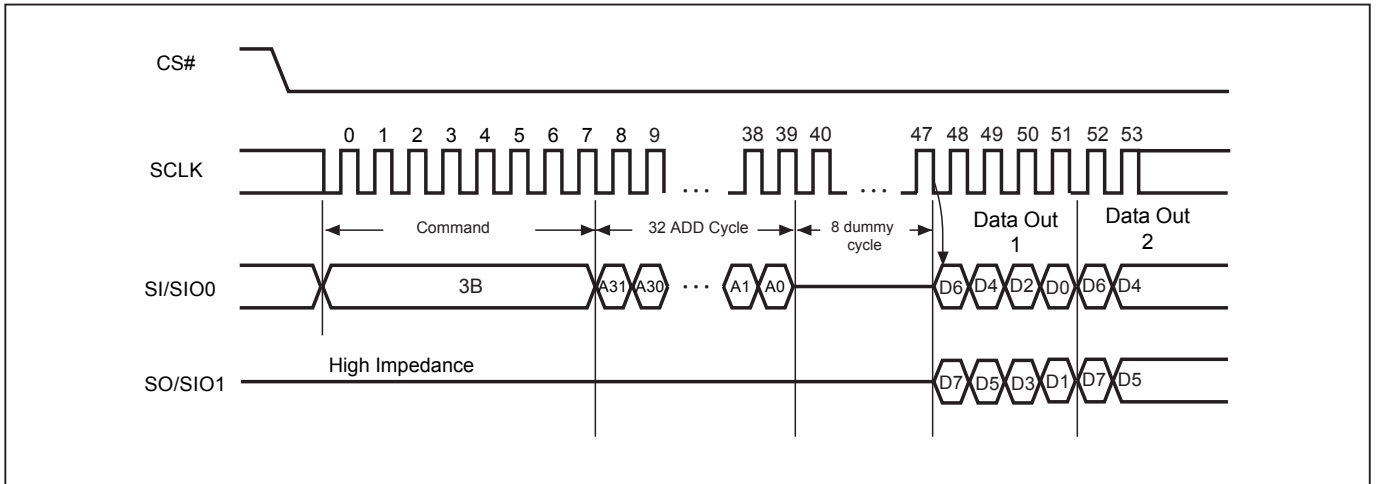 CS#
0 1 2 3 4 5 6 7 8 9 38 39 40 47 48 49 50 51 52 53
SCLK
...
...
Command
32 ADD Cycle
8 dummy
cycle
Data Out
1
Data Out
2
SI/SIO0
3B
A31 A30 ... A1 A0
D6 D4 D2 D0 D6 D4
High Impedance
SO/SIO1
D7 D5 D3 D1 D7 D5